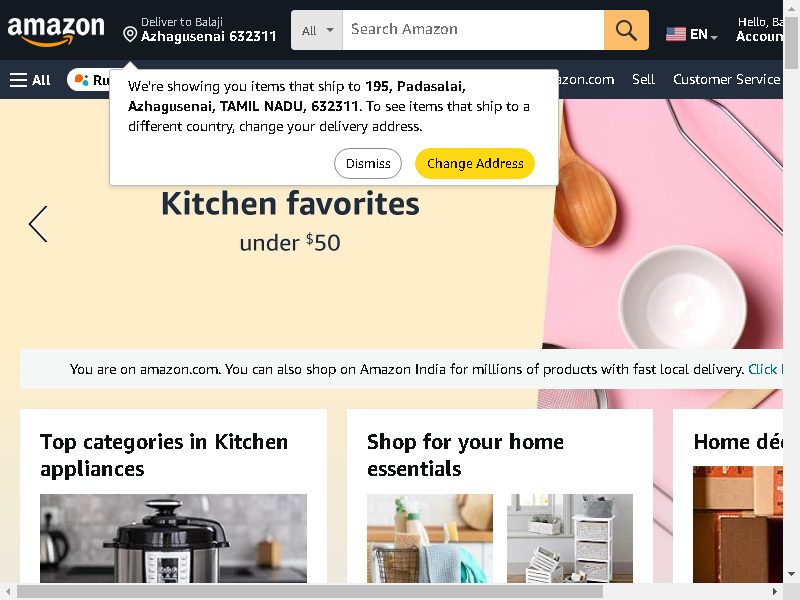 amazon
Deliver to Balaji
Azhagusenai 632311
All
Search Amazon
EN
Hello, Ba
Accoun
All
Ru
azon.com
Sell
Customer Service
We're showing you items that ship to 195, Padasalai,
Azhagusenai, TAMIL NADU, 632311. To see items that ship to a
different country, change your delivery address.
Dismiss
Change Address
Kitchen favorites
under $50
You are on amazon.com. You can also shop on Amazon India for millions of products with fast local delivery. Click
Top categories in Kitchen
appliances
Shop for your home
essentials
Home déc